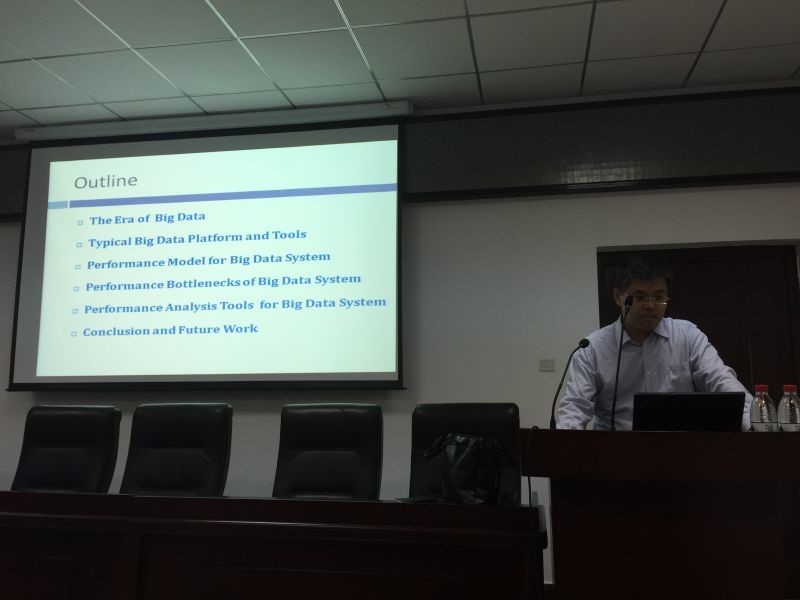 Outline
The Era of Big Data
Typical Big Data Platform and Tools
Performance Model for Big Data System
Performance Bottlenecks of Big Data System
Performance Analysis Tools for Big Data System
Conclusion and Future Work